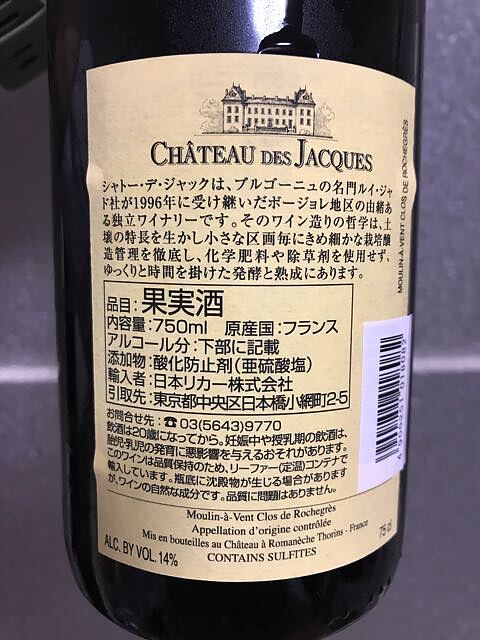 CHÂTEAU DES JACQUES
シャトー・デ・ジャックは、ブルゴーニュの名門ルイ・ジャ
ド社が1996年に受け継いだボージョレ地区の由緒あ
る独立ワイナリーです。そのワイン造りの哲学は、土
壌の特長を生かし小さな区画毎にきめ細かな栽培醸
造管理を徹底し、化学肥料や除草剤を使用せず、
ゆっくりと時間を掛けた発酵と熟成にあります。
品目:果実酒
内容量:750ml 原産国:フランス
アルコール分:下部に記載
添加物:酸化防止剤(亜硫酸塩)
輸入者:日本リカー株式会社
引取先:東京都中央区日本橋小網町2-5
お問合せ先:☎03(5643)9770
飲酒は20歳になってから。妊娠中や授乳期の飲酒は、
胎児・乳児の発育に悪影響を与えるおそれがあります。
このワインは品質保持のため、リーファー(定温)コンテナで
輸入しています。瓶底に沈殿物が生じる場合があります
が、ワインの自然な成分です。品質に問題はありません。
Moulin-à-Vent Clos de Rochegrès
Appellation d'origine contrôlée
Mis en bouteilles au Château à Romanèche Thorins - France
CONTAINS SULFITES
ALC. BY VOL. 14%
75 cl
MOULIN-À-VENT CLOS DE ROCHEGRÈS